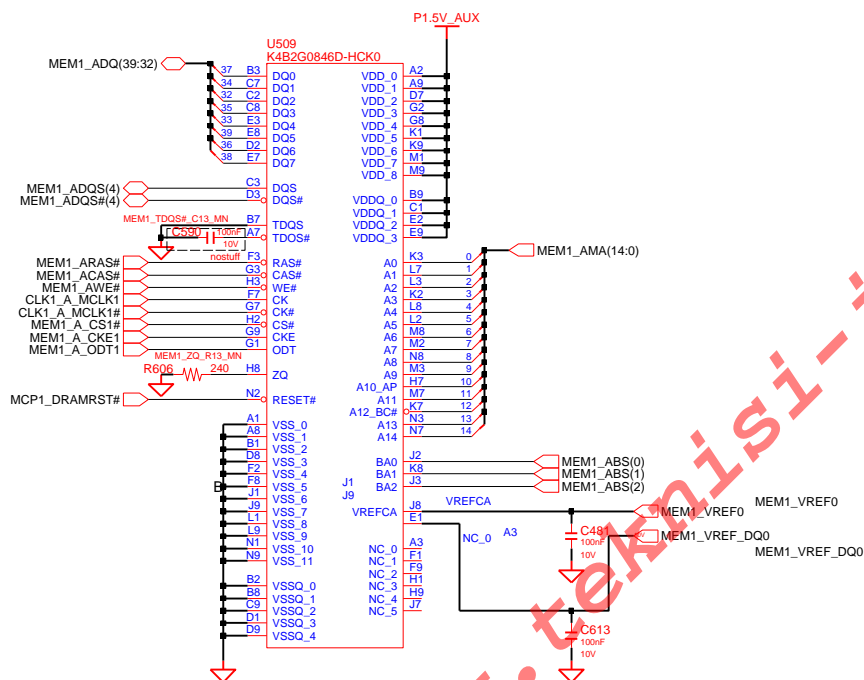 P1.5V_AUX
U509
K4B2G0846D-HCK0
MEM1_ADQ(39:32)
37 B3 DQ0 VDD_0 A2
34 C7 DQ1 VDD_1 A9
32 C2 DQ2 VDD_2 D7
35 C8 DQ3 VDD_3 G2
33 E3 DQ4 VDD_4 G8
39 E8 DQ5 VDD_5 K1
36 D2 DQ6 VDD_6 K9
38 E7 DQ7 VDD_7 M1
VDD_8 M9
MEM1_ADQS(4) C3 DQS
MEM1_ADQS#(4) D3 DQS# VDDQ_0 B9
VDDQ_1 C1
MEM1_TDQS#_C13_MN B7 TDQS VDDQ_2 E2
C590 100nF A7 TDQS# VDDQ_3 E9
10V
nostuff
MEM1_AMA(14:0)
MEM1_ARAS# F3 RAS# A0 K3 0
MEM1_ACAS# G3 CAS# A1 L7 1
MEM1_AWE# H3 WE# A2 L3 2
CLK1_A_MCLK1 F7 CK A3 K2 3
CLK1_A_MCLK1# G7 CK# A4 L8 4
MEM1_A_CS1# H2 CS# A5 L2 5
MEM1_A_CKE1 G9 CKE A6 M8 6
MEM1_A_ODT1 G1 ODT A7 M2 7
MEM1_ZQ_R13_MN A8 N8 8
R606 240 H8 ZQ A9 M3 9
A10_AP H7 10
A11 M7 11
MCP1_DRAMRST# N2 RESET# A12_BC# K7 12
A13 N3 13
A14 N7 14
A1 VSS_0
A8 VSS_1
B1 VSS_2
D8 VSS_3 BA0 J2 MEM1_ABS(0)
F2 VSS_4 BA1 K8 MEM1_ABS(1)
B F8 VSS_5 J1 BA2 J3 MEM1_ABS(2)
J1 VSS_6 J9
J9 VSS_7 VREFCA J8 VREFCA MEM1_VREF0 MEM1_VREF0
L1 VSS_8 E1
L9 VSS_9 NC_0 A3 C481 MEM1_VREF_DQ0
N1 VSS_10 NC_0 A3 100nF MEM1_VREF_DQ0
N9 VSS_11 NC_1 F1 10V
NC_2 F9
B2 VSSQ_0 NC_3 H1
B8 VSSQ_1 NC_4 H9
C9 VSSQ_2 NC_5 J7
D1 VSSQ_3
D9 VSSQ_4
C613
100nF
10V
.teknisi-i